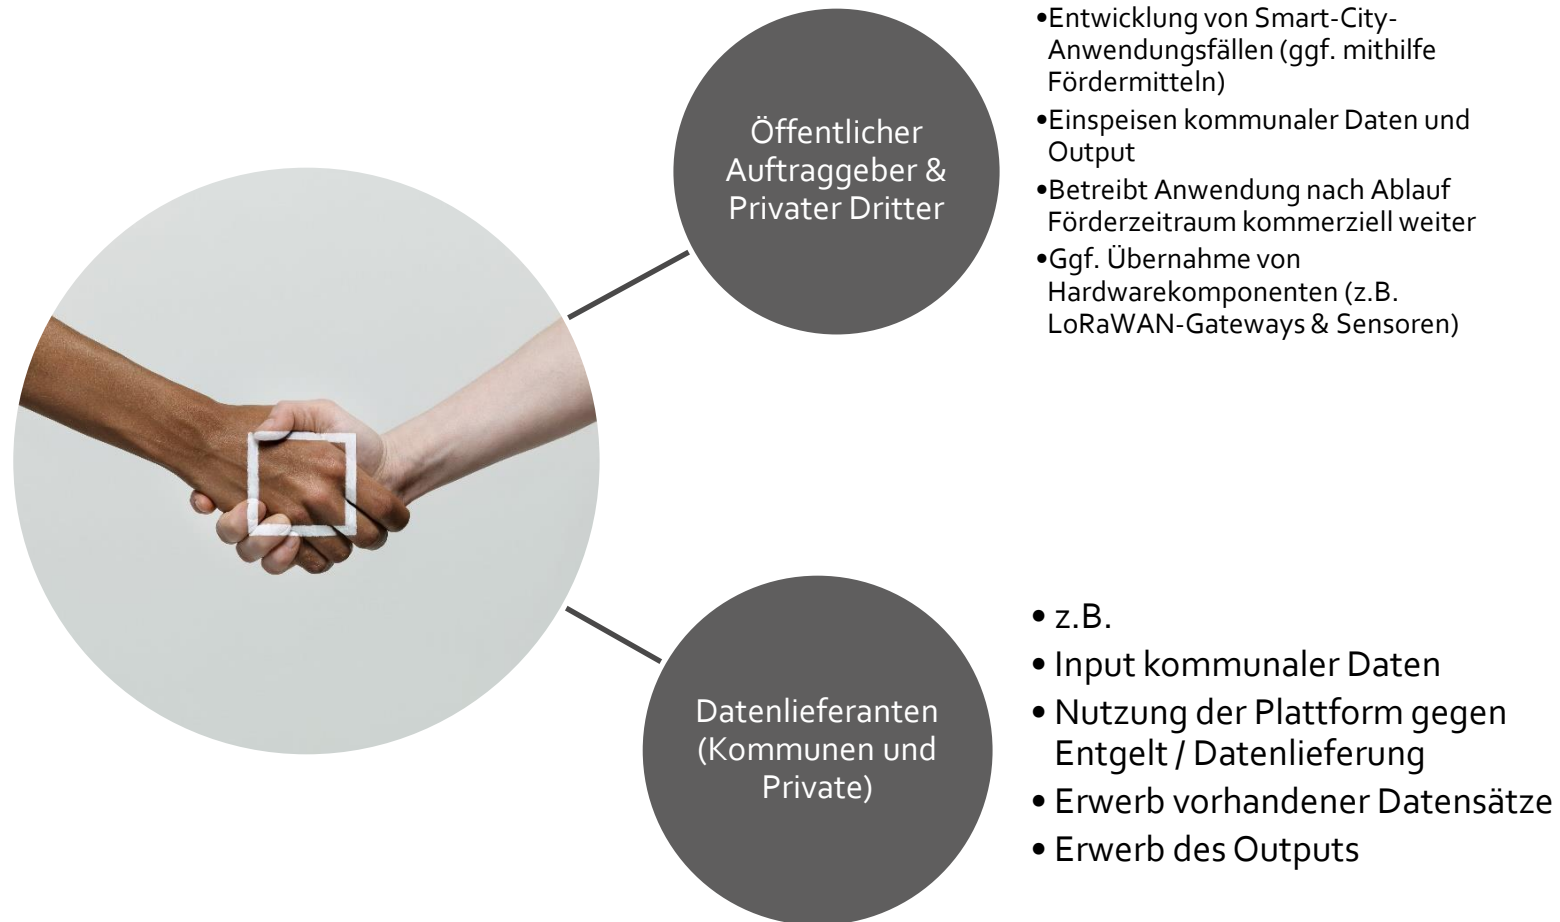 Öffentlicher
Auftraggeber &
Privater Dritter
•Entwicklung von Smart-City-
Anwendungsfällen (ggf. mithilfe
Fördermitteln)
•Einspeisen kommunaler Daten und
Output
•Betreibt Anwendung nach Ablauf
Förderzeitraum kommerziell weiter
•Ggf. Übernahme von
Hardwarekomponenten (z.B.
LoRaWAN-Gateways & Sensoren)
Datenlieferanten
(Kommunen und
Private)
• z.B.
• Input kommunaler Daten
• Nutzung der Plattform gegen
Entgelt / Datenlieferung
• Erwerb vorhandener Datensätze
• Erwerb des Outputs